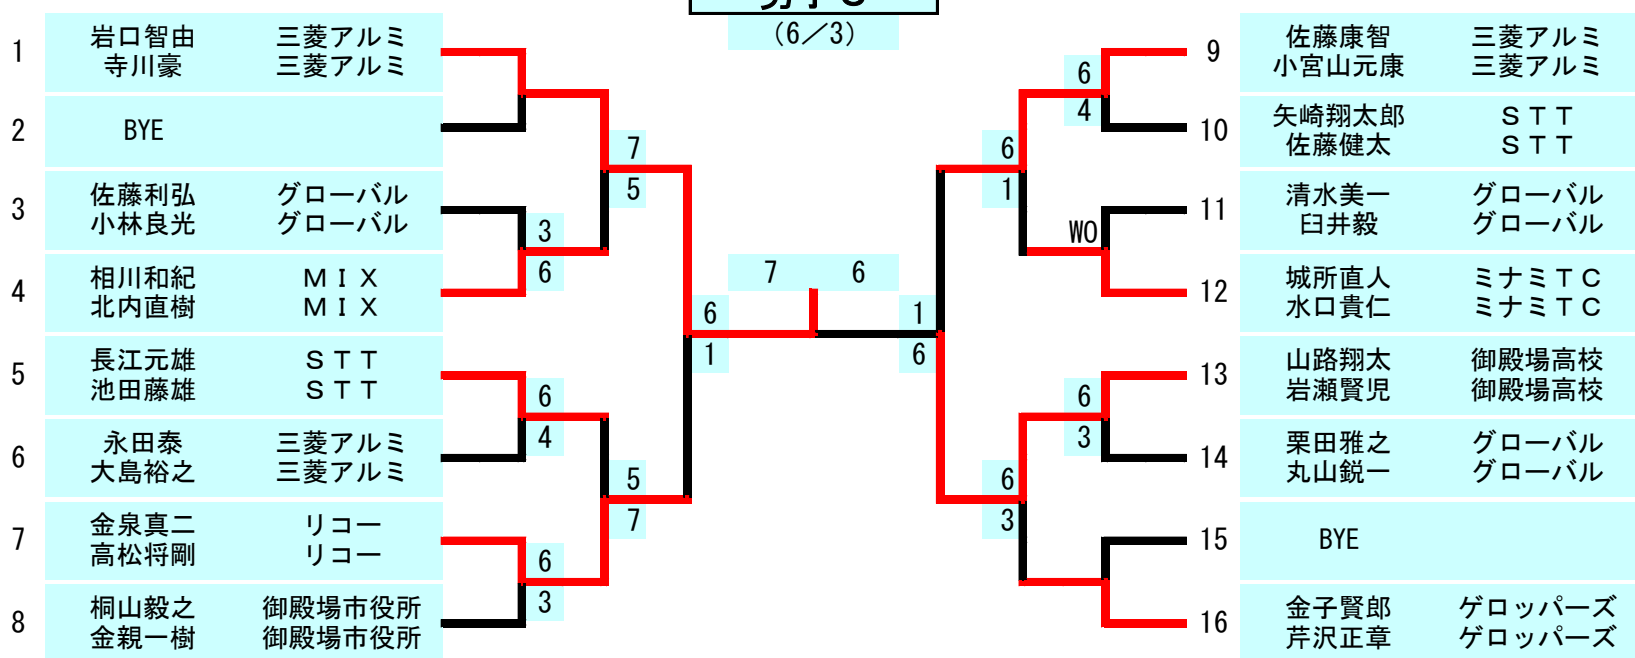 (6/3)
1 岩口智由 三菱アルミ
寺川豪 三菱アルミ
2 BYE
3 佐藤利弘 グローバル
小林良光 グローバル
4 相川和紀 ＭＩＸ
北内直樹 ＭＩＸ
5 長江元雄 ＳＴＴ
池田藤雄 ＳＴＴ
6 永田泰 三菱アルミ
大島裕之 三菱アルミ
7 金泉真二 リコー
高松将剛 リコー
8 桐山毅之 御殿場市役所
金親一樹 御殿場市役所
3
6
6
4
6
3
7
5
5
7
6
1
7 6
1
6
6
1
6
3
6
4
WO
6
3
9 佐藤康智 三菱アルミ
小宮山元康 三菱アルミ
10 矢崎翔太郎 ＳＴＴ
佐藤健太 ＳＴＴ
11 清水美一 グローバル
臼井毅 グローバル
12 城所直人 ミナミＴＣ
水口貴仁 ミナミＴＣ
13 山路翔太 御殿場高校
岩瀬賢児 御殿場高校
14 栗田雅之 グローバル
丸山鋭一 グローバル
15 BYE
16 金子賢郎 ゲロッパーズ
芹沢正章 ゲロッパーズ